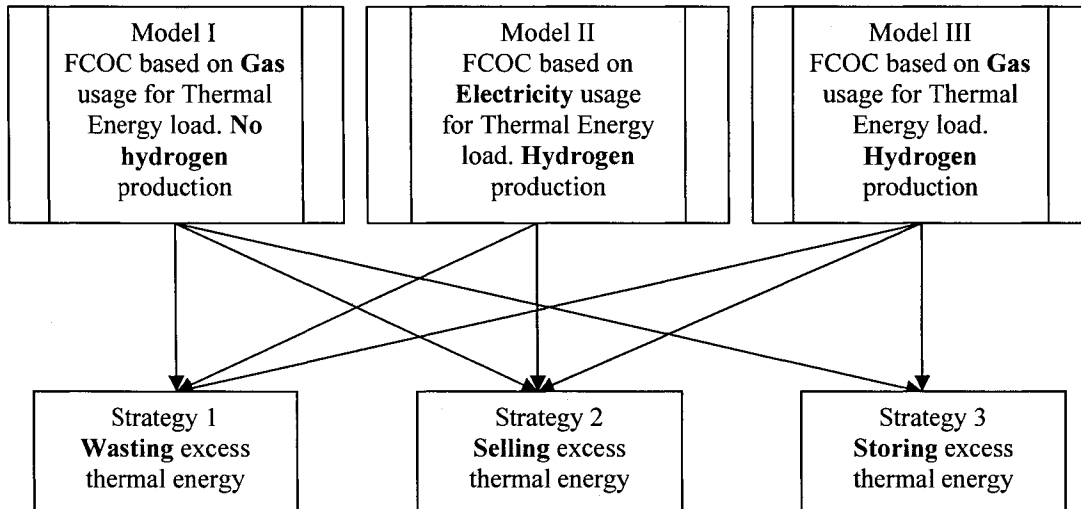 Model I
FCOC based on Gas
usage for Thermal
Energy load. No
hydrogen
production
Model II
FCOC based on
Electricity usage
for Thermal Energy
load. Hydrogen
production
Model III
FCOC based on Gas
usage for Thermal
Energy load.
Hydrogen
production
Strategy 1
Wasting excess
thermal energy
Strategy 2
Selling excess
thermal energy
Strategy 3
Storing excess
thermal energy